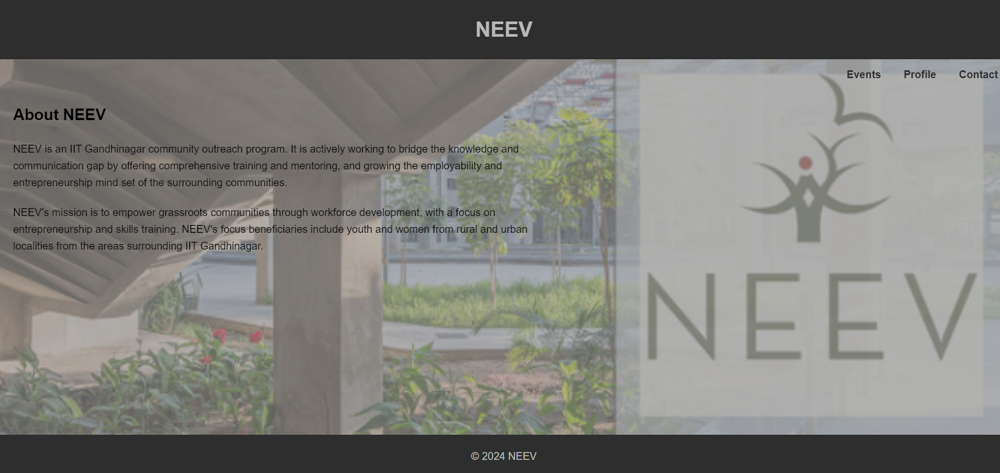 NEEV
Events Profile Contact
About NEEV
NEEV is an IIT Gandhinagar community outreach program. It is actively working to bridge the knowledge and
communication gap by offering comprehensive training and mentoring, and growing the employability and
entrepreneurship mind set of the surrounding communities.
NEEV's mission is to empower grassroots communities through workforce development, with a focus on
entrepreneurship and skills training. NEEV's focus beneficiaries include youth and women from rural and urban
localities from the areas surrounding IIT Gandhinagar.
NEEV
© 2024 NEEV